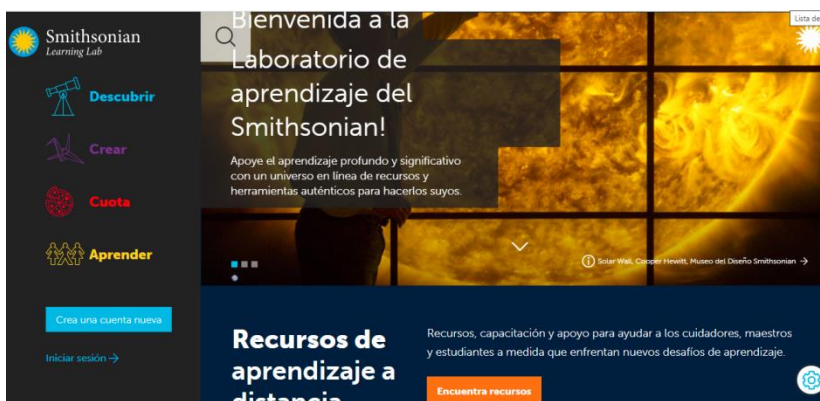 Smithsonian
Learning Lab
Descubrir
Crear
Cuota
Aprender
Crea una cuenta nueva
Iniciar sesión →
Bienvenida a la
Laboratorio de
aprendizaje del
Smithsonian!
Apoye el aprendizaje profundo y significativo
con un universo en línea de recursos y
herramientas auténticos para hacerlos suyos.
Lista de
Solar Wall, Cooper Hewitt, Museo del Diseño Smithsonian →
Recursos de
aprendizaje a
distancia
Recursos, capacitación y apoyo para ayudar a los cuidadores, maestros
y estudiantes a medida que enfrentan nuevos desafíos de aprendizaje.
Encuentra recursos